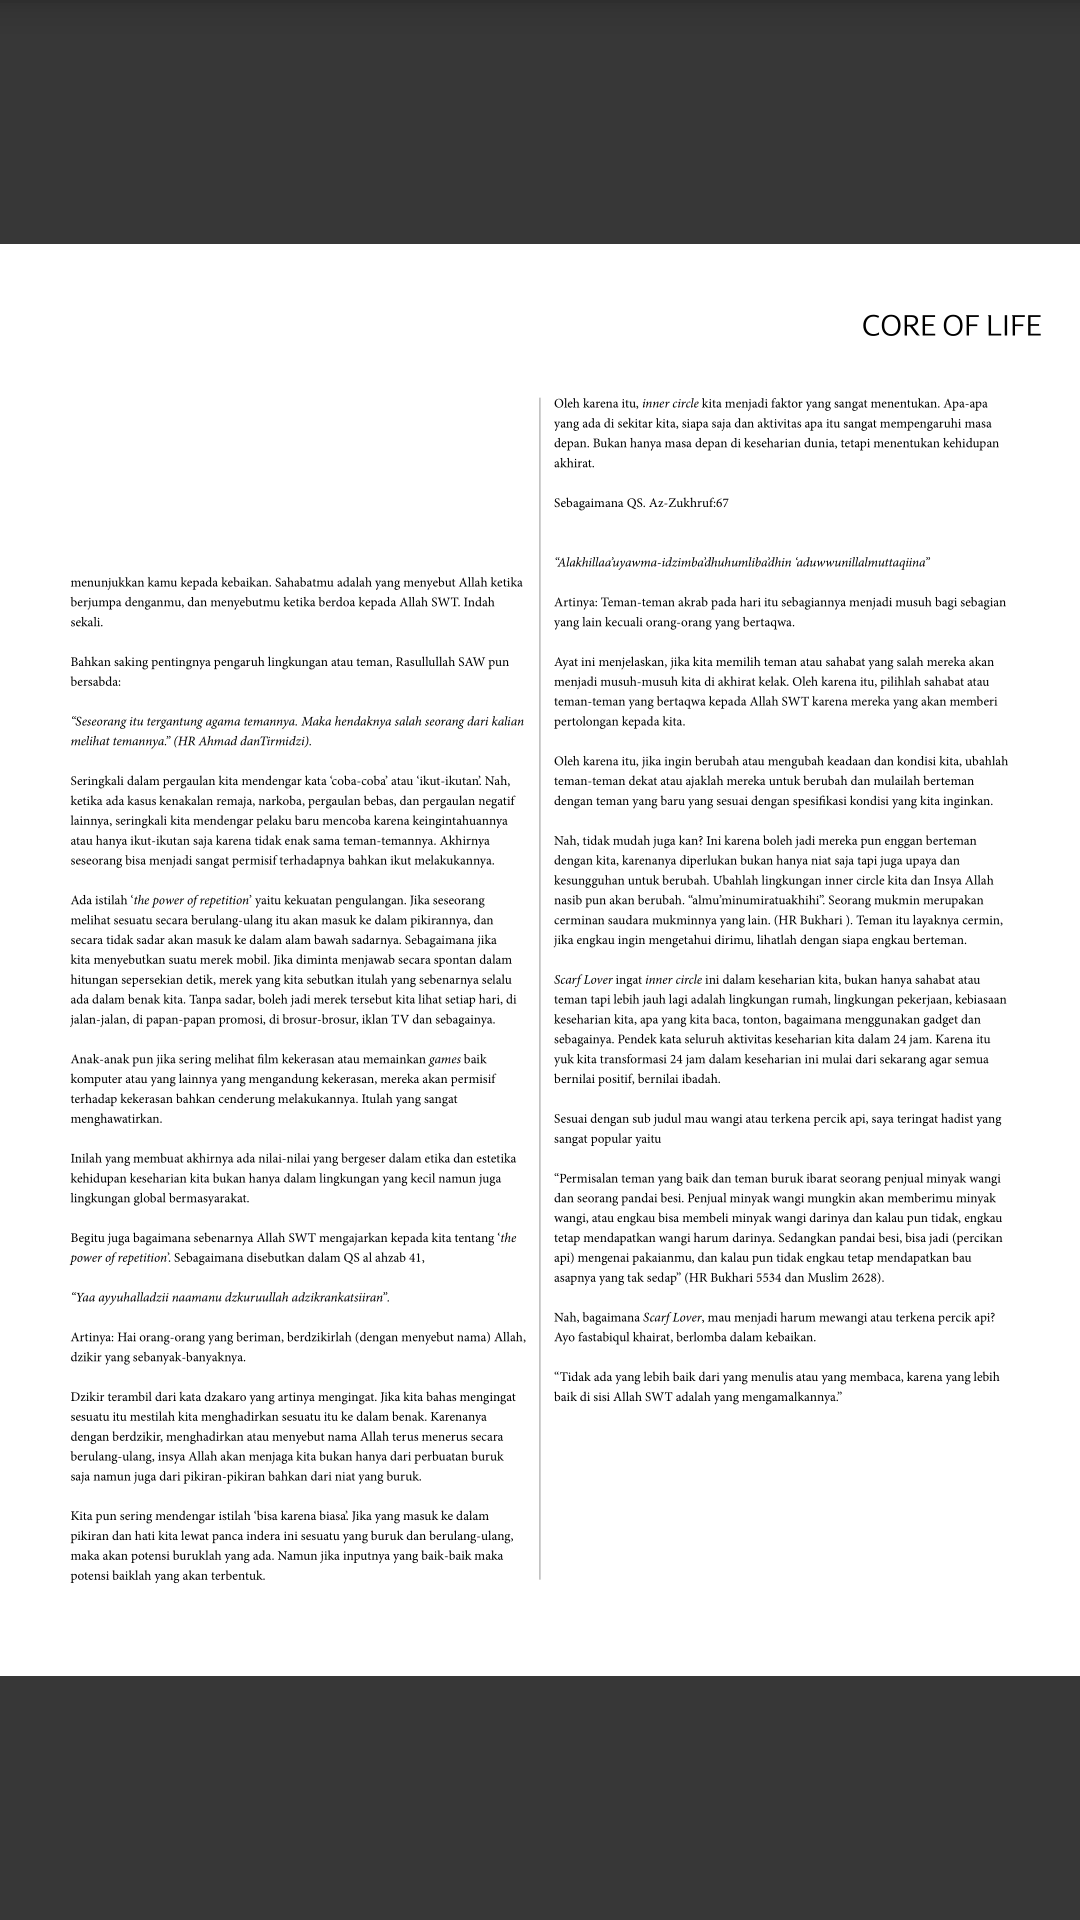 CORE OF LIFE
menunjukkan kamu kepada kebaikan. Sahabatmu adalah yang menyebut Allah ketika
berjumpa denganmu, dan menyebutmu ketika berdoa kepada Allah SWT. Indah
sekali.
Bahkan saking pentingnya pengaruh lingkungan atau teman, Rasullullah SAW pun
bersabda:
“Seseorang itu tergantung agama temannya. Maka hendaknya salah seorang dari kalian
melihat temannya.” (HR Ahmad danTirmidzi).
Seringkali dalam pergaulan kita mendengar kata ‘coba-coba’ atau ‘ikut-ikutan’. Nah,
ketika ada kasus kenakalan remaja, narkoba, pergaulan bebas, dan pergaulan negatif
lainnya, seringkali kita mendengar pelaku baru mencoba karena keingintahuannya
atau hanya ikut-ikutan saja karena tidak enak sama teman-temannya. Akhirnya
seseorang bisa menjadi sangat permisif terhadapnya bahkan ikut melakukannya.
Ada istilah ‘the power of repetition’ yaitu kekuatan pengulangan. Jika seseorang
melihat sesuatu secara berulang-ulang itu akan masuk ke dalam pikirannya, dan
secara tidak sadar akan masuk ke dalam alam bawah sadarnya. Sebagaimana jika
kita menyebutkan suatu merek mobil. Jika diminta menjawab secara spontan dalam
hitungan sepersekian detik, merek yang kita sebutkan itulah yang sebenarnya selalu
ada dalam benak kita. Tanpa sadar, boleh jadi merek tersebut kita lihat setiap hari, di
jalan-jalan, di papan-papan promosi, di brosur-brosur, iklan TV dan sebagainya.
Anak-anak pun jika sering melihat film kekerasan atau memainkan games baik
komputer atau yang lainnya yang mengandung kekerasan, mereka akan permisif
terhadap kekerasan bahkan cenderung melakukannya. Itulah yang sangat
menghawatirkan.
Inilah yang membuat akhirnya ada nilai-nilai yang bergeser dalam etika dan estetika
kehidupan keseharian kita bukan hanya dalam lingkungan yang kecil namun juga
lingkungan global bermasyarakat.
Begitu juga bagaimana sebenarnya Allah SWT mengajarkan kepada kita tentang ‘the
power of repetition’. Sebagaimana disebutkan dalam QS al ahzab 41,
“Yaa ayyuhalladzii naamanu dzkuruullah adzikrankatsiiran”.
Artinya: Hai orang-orang yang beriman, berdzikirlah (dengan menyebut nama) Allah,
dzikir yang sebanyak-banyaknya.
Dzikir terambil dari kata dzakaro yang artinya mengingat. Jika kita bahas mengingat
sesuatu itu mestilah kita menghadirkan sesuatu itu ke dalam benak. Karenanya
dengan berdzikir, menghadirkan atau menyebut nama Allah terus menerus secara
berulang-ulang, insya Allah akan menjaga kita bukan hanya dari perbuatan buruk
saja namun juga dari pikiran-pikiran bahkan dari niat yang buruk.
Kita pun sering mendengar istilah ‘bisa karena biasa’. Jika yang masuk ke dalam
pikiran dan hati kita lewat panca indera ini sesuatu yang buruk dan berulang-ulang,
maka akan potensi buruklah yang ada. Namun jika inputnya yang baik-baik maka
potensi baiklah yang akan terbentuk.
Oleh karena itu, inner circle kita menjadi faktor yang sangat menentukan. Apa-apa
yang ada di sekitar kita, siapa saja dan aktivitas apa itu sangat mempengaruhi masa
depan. Bukan hanya masa depan di keseharian dunia, tetapi menentukan kehidupan
akhirat.
Sebagaimana QS. Az-Zukhruf:67
“Alakhillaa’uyawma-idzimba’dhuhumliba’dhin ‘aduwwunillalmuttaqiina”
Artinya: Teman-teman akrab pada hari itu sebagiannya menjadi musuh bagi sebagian
yang lain kecuali orang-orang yang bertaqwa.
Ayat ini menjelaskan, jika kita memilih teman atau sahabat yang salah mereka akan
menjadi musuh-musuh kita di akhirat kelak. Oleh karena itu, pilihlah sahabat atau
teman-teman yang bertaqwa kepada Allah SWT karena mereka yang akan memberi
pertolongan kepada kita.
Oleh karena itu, jika ingin berubah atau mengubah keadaan dan kondisi kita, ubahlah
teman-teman dekat atau ajaklah mereka untuk berubah dan mulailah berteman
dengan teman yang baru yang sesuai dengan spesifikasi kondisi yang kita inginkan.
Nah, tidak mudah juga kan? Ini karena boleh jadi mereka pun enggan berteman
dengan kita, karenanya diperlukan bukan hanya niat saja tapi juga upaya dan
kesungguhan untuk berubah. Ubahlah lingkungan inner circle kita dan Insya Allah
nasib pun akan berubah. “almu’minumiratuakhihi”. Seorang mukmin merupakan
cerminan saudara mukminnya yang lain. (HR Bukhari ). Teman itu layaknya cermin,
jika engkau ingin mengetahui dirimu, lihatlah dengan siapa engkau berteman.
Scarf Lover ingat inner circle ini dalam keseharian kita, bukan hanya sahabat atau
teman tapi lebih jauh lagi adalah lingkungan rumah, lingkungan pekerjaan, kebiasaan
keseharian kita, apa yang kita baca, tonton, bagaimana menggunakan gadget dan
sebagainya. Pendek kata seluruh aktivitas keseharian kita dalam 24 jam. Karena itu
yuk kita transformasi 24 jam dalam keseharian ini mulai dari sekarang agar semua
bernilai positif, bernilai ibadah.
Sesuai dengan sub judul mau wangi atau terkena percik api, saya teringat hadist yang
sangat popular yaitu
“Permisalan teman yang baik dan teman buruk ibarat seorang penjual minyak wangi
dan seorang pandai besi. Penjual minyak wangi mungkin akan memberimu minyak
wangi, atau engkau bisa membeli minyak wangi darinya dan kalau pun tidak, engkau
tetap mendapatkan wangi harum darinya. Sedangkan pandai besi, bisa jadi (percikan
api) mengenai pakaianmu, dan kalau pun tidak engkau tetap mendapatkan bau
asapnya yang tak sedap” (HR Bukhari 5534 dan Muslim 2628).
Nah, bagaimana Scarf Lover, mau menjadi harum mewangi atau terkena percik api?
Ayo fastabiqul khairat, berlomba dalam kebaikan.
“Tidak ada yang lebih baik dari yang menulis atau yang membaca, karena yang lebih
baik di sisi Allah SWT adalah yang mengamalkannya.”